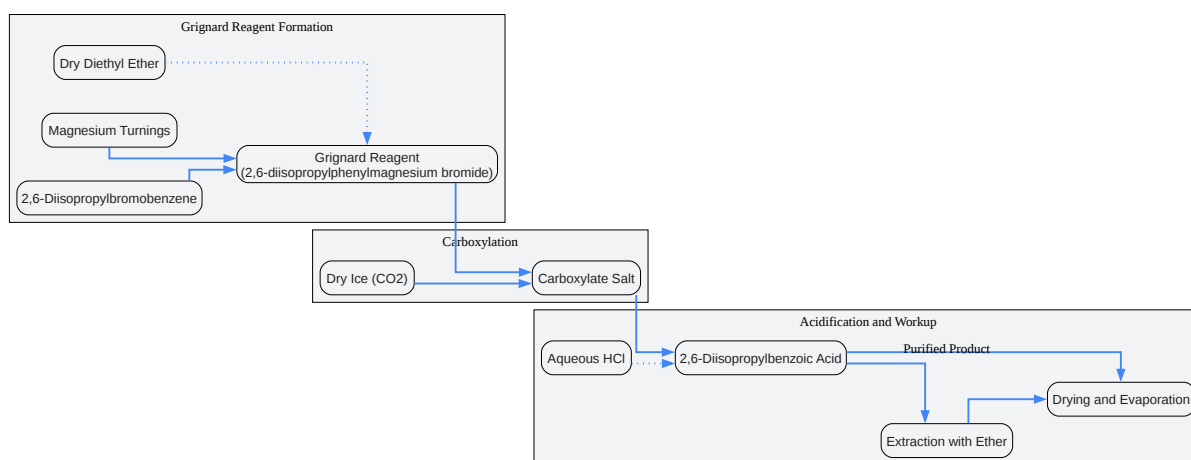 Grignard Reagent Formation
Dry Diethyl Ether
Magnesium Turnings
Grignard Reagent
(2,6-diisopropylphenylmagnesium bromide)
2,6-Diisopropylbromobenzene
Carboxylation
Dry Ice (CO2)
Carboxylate Salt
Acidification and Workup
Aqueous HCl
2,6-Diisopropylbenzoic Acid
Purified Product
Drying and Evaporation
Extraction with Ether